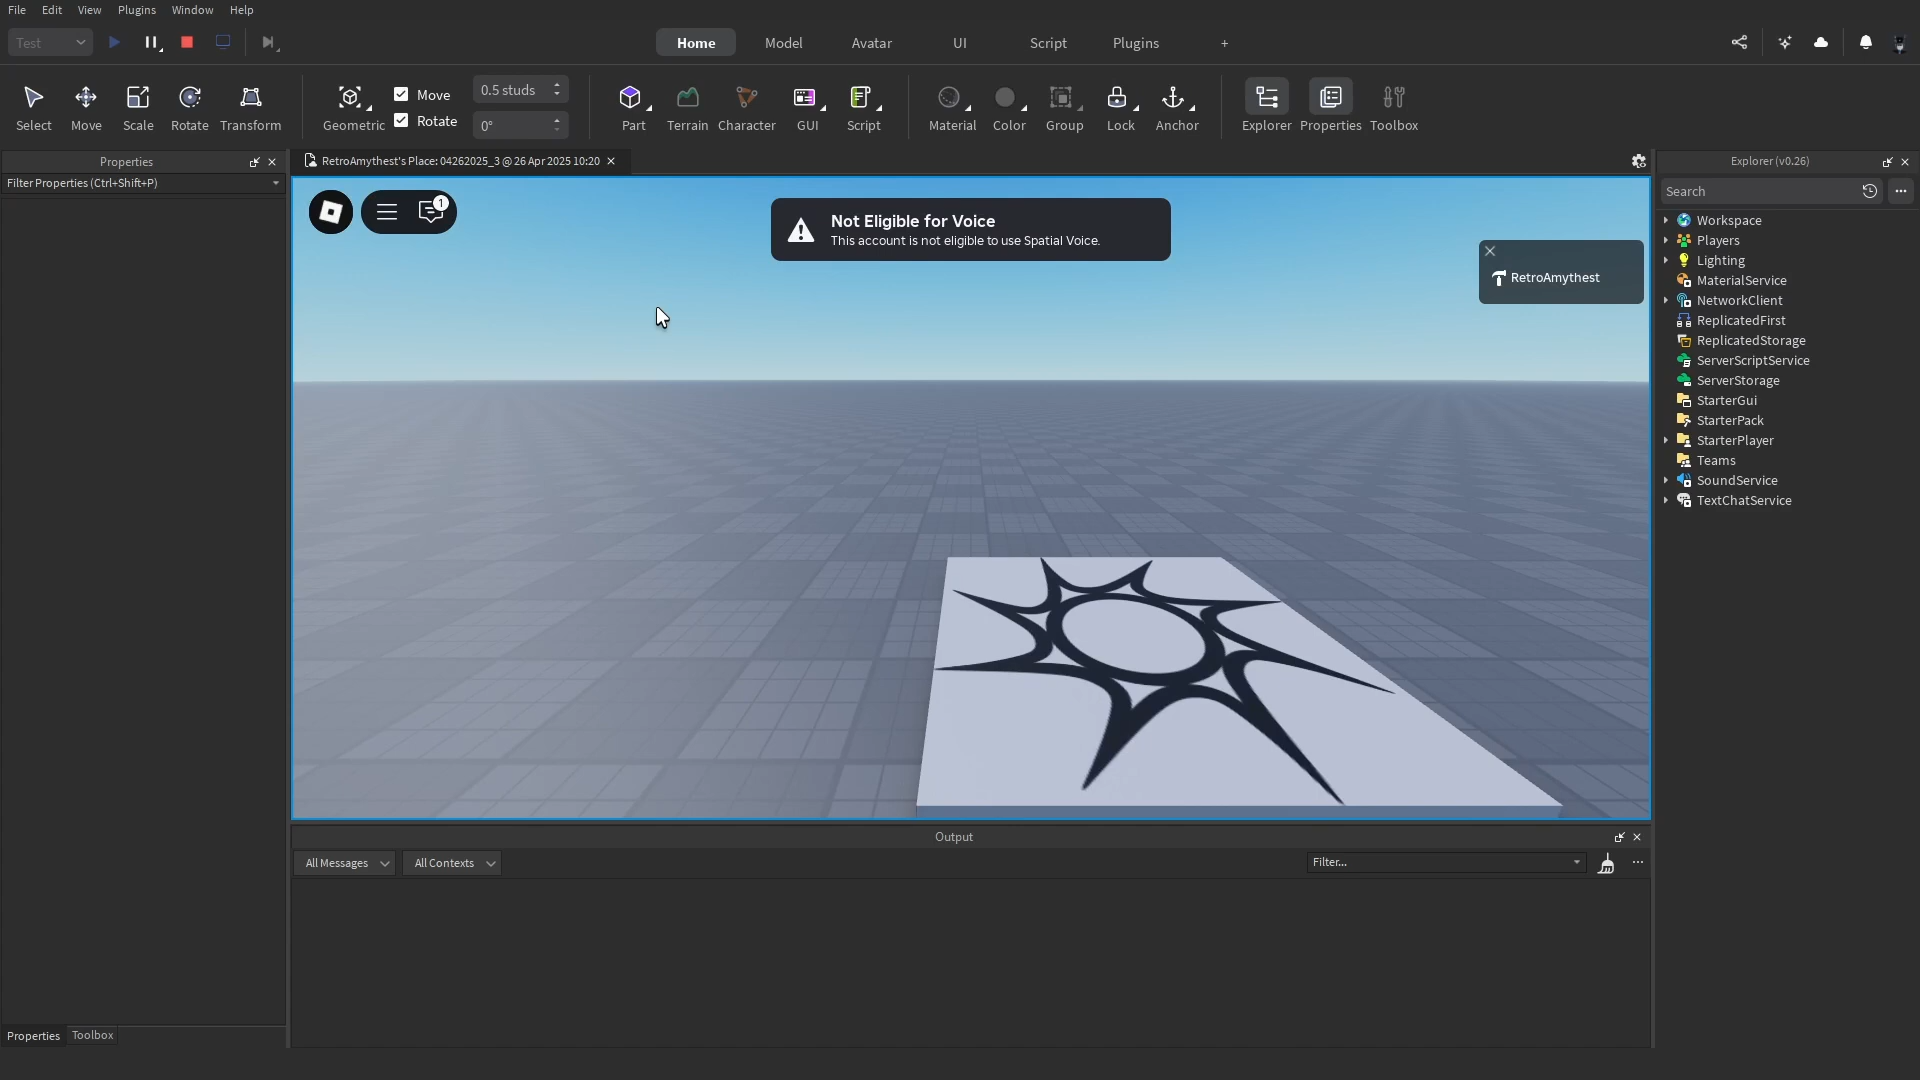 File Edit View Plugins Window Help
Test
Home Model Avatar UI Script Plugins +
Select Move Scale Rotate Transform
Geometric
Move 0.5 studs
Rotate 0°
Part Terrain Character GUI Script
Material Color Group Lock Anchor
Explorer Properties Toolbox
Properties
Filter Properties (Ctrl+Shift+P)
RetroAmythest's Place: 04262025_3 @ 26 Apr 2025 10:20
1
Not Eligible for Voice
This account is not eligible to use Spatial Voice.
RetroAmythest
Explorer (v0.26)
Search
Workspace
Players
Lighting
MaterialService
NetworkClient
ReplicatedFirst
ReplicatedStorage
ServerScriptService
ServerStorage
StarterGui
StarterPack
StarterPlayer
Teams
SoundService
TextChatService
Output
All Messages All Contexts Filter...
Properties Toolbox